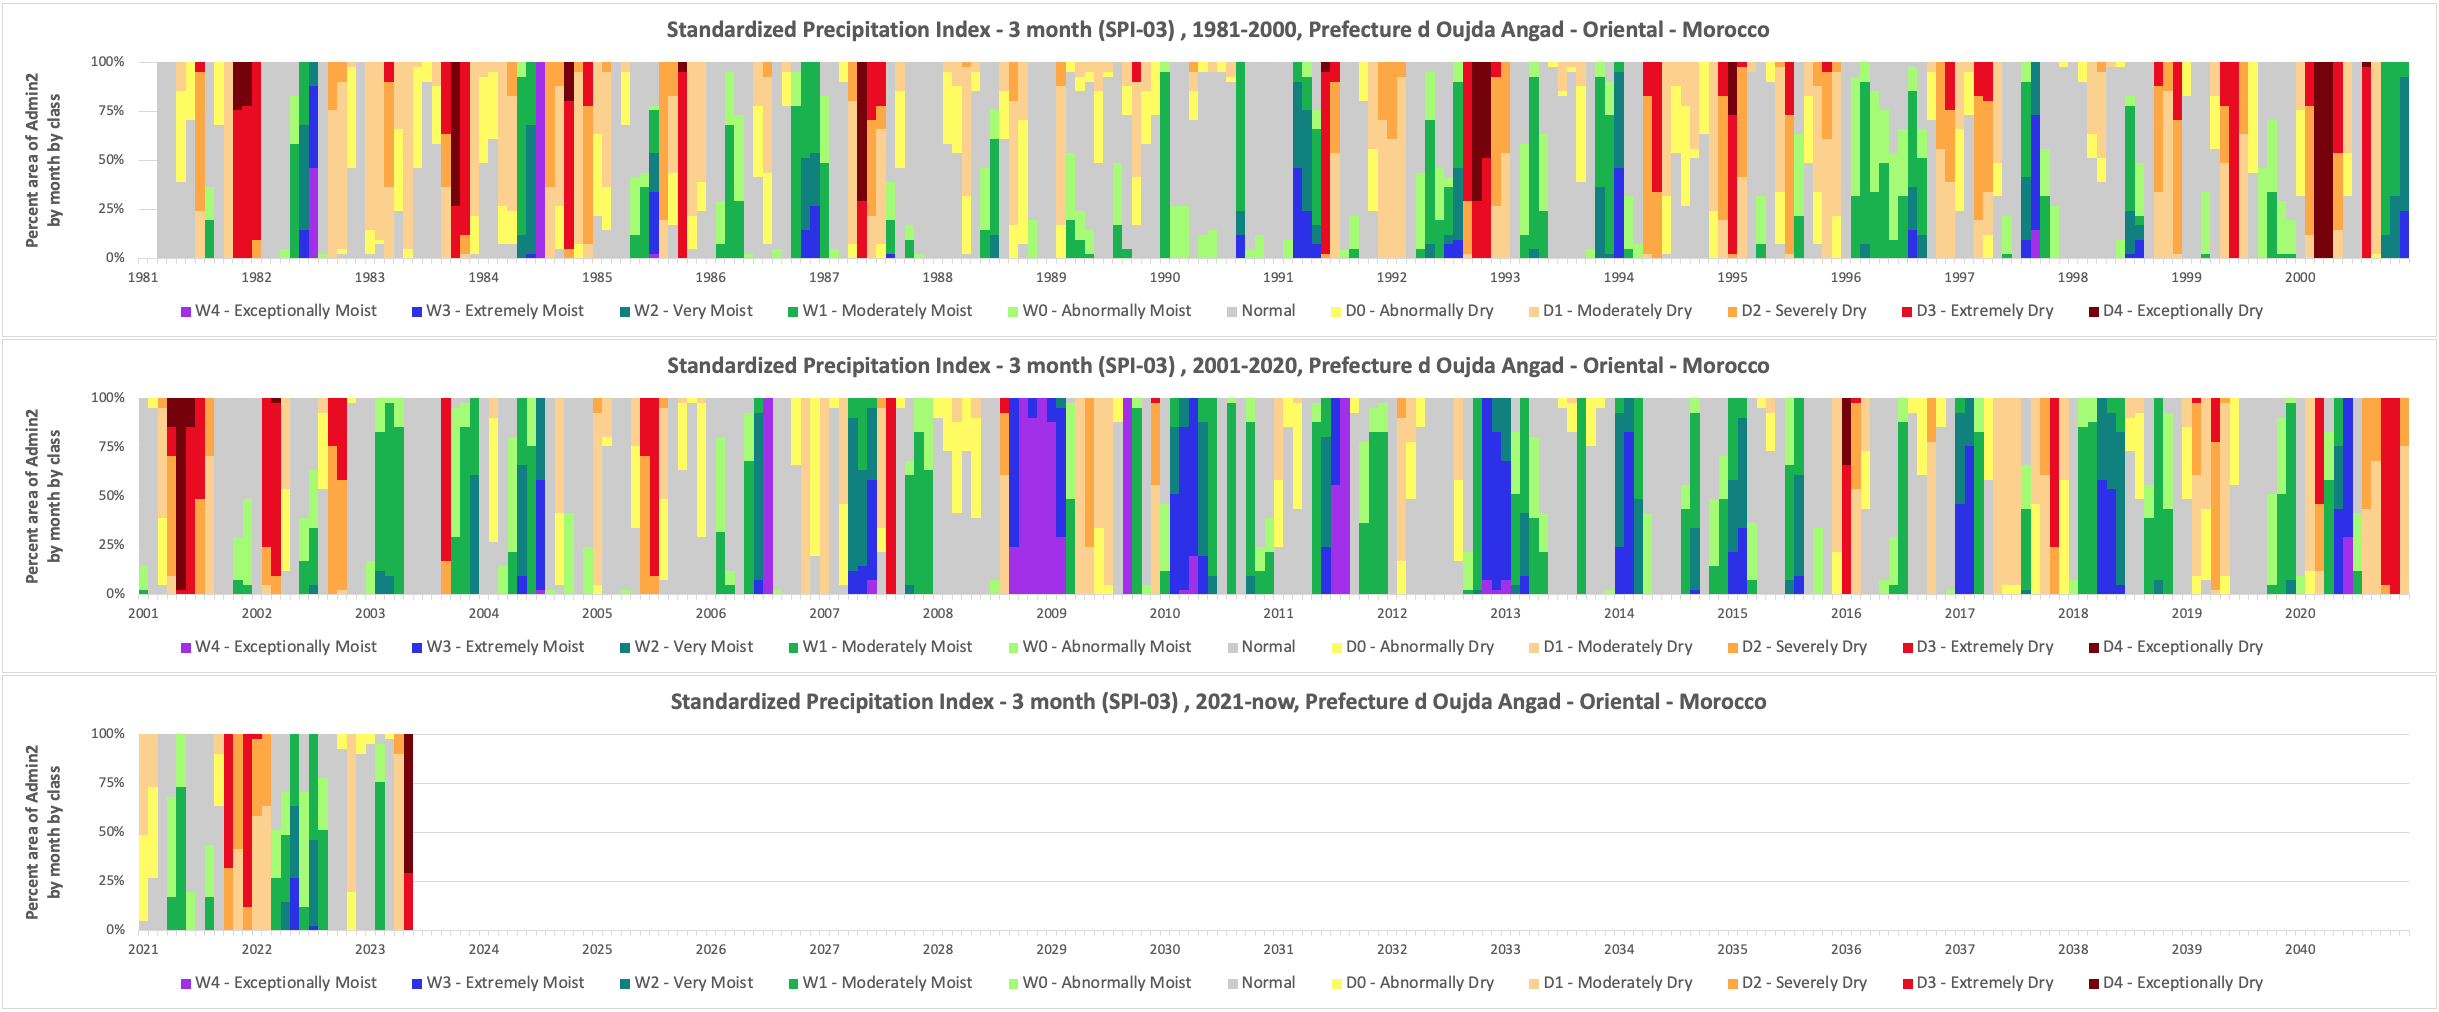 Standardized Precipitation Index - 3 month (SPI-03) , 1981-2000, Prefecture d Oujda Angad - Oriental - Morocco
Percent area of Admin2
by month by class
100%
75%
50%
25%
0%
1981 1982 1983 1984 1985 1986 1987 1988 1989 1990 1991 1992 1993 1994 1995 1996 1997 1998 1999 2000
W4 - Exceptionally Moist W3 - Extremely Moist W2 - Very Moist W1 - Moderately Moist W0 - Abnormally Moist Normal D0 - Abnormally Dry D1 - Moderately Dry D2 - Severely Dry D3 - Extremely Dry D4 - Exceptionally Dry
Standardized Precipitation Index - 3 month (SPI-03) , 2001-2020, Prefecture d Oujda Angad - Oriental - Morocco
Percent area of Admin2
by month by class
100%
75%
50%
25%
0%
2001 2002 2003 2004 2005 2006 2007 2008 2009 2010 2011 2012 2013 2014 2015 2016 2017 2018 2019 2020
W4 - Exceptionally Moist W3 - Extremely Moist W2 - Very Moist W1 - Moderately Moist W0 - Abnormally Moist Normal D0 - Abnormally Dry D1 - Moderately Dry D2 - Severely Dry D3 - Extremely Dry D4 - Exceptionally Dry
Standardized Precipitation Index - 3 month (SPI-03) , 2021-now, Prefecture d Oujda Angad - Oriental - Morocco
Percent area of Admin2
by month by class
100%
75%
50%
25%
0%
2021 2022 2023 2024 2025 2026 2027 2028 2029 2030 2031 2032 2033 2034 2035 2036 2037 2038 2039 2040
W4 - Exceptionally Moist W3 - Extremely Moist W2 - Very Moist W1 - Moderately Moist W0 - Abnormally Moist Normal D0 - Abnormally Dry D1 - Moderately Dry D2 - Severely Dry D3 - Extremely Dry D4 - Exceptionally Dry